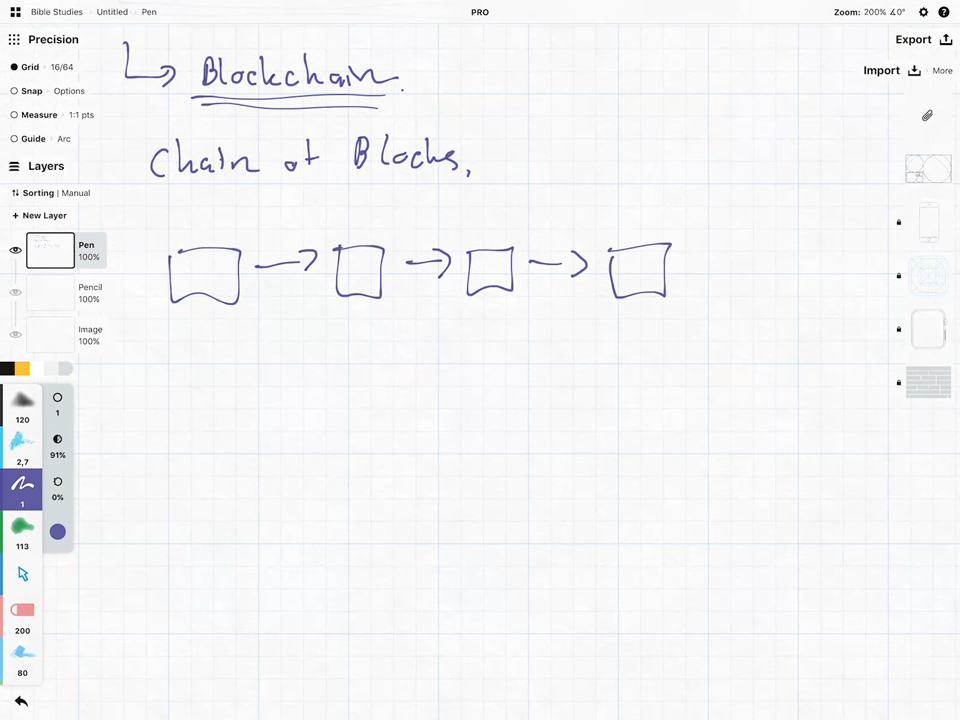 Bible Studies › Untitled › Pen
PRO
Zoom: 200% ∠0°
Precision
Grid › 16/64
Snap › Options
Measure › 1:1 pts
Guide › Arc
Layers
Sorting | Manual
+ New Layer
Pen
100%
Pencil
100%
Image
100%
120
2,7
1
113
200
80
1
91%
0%
Export
Import
More
Blockchain.
Chain of Blocks,